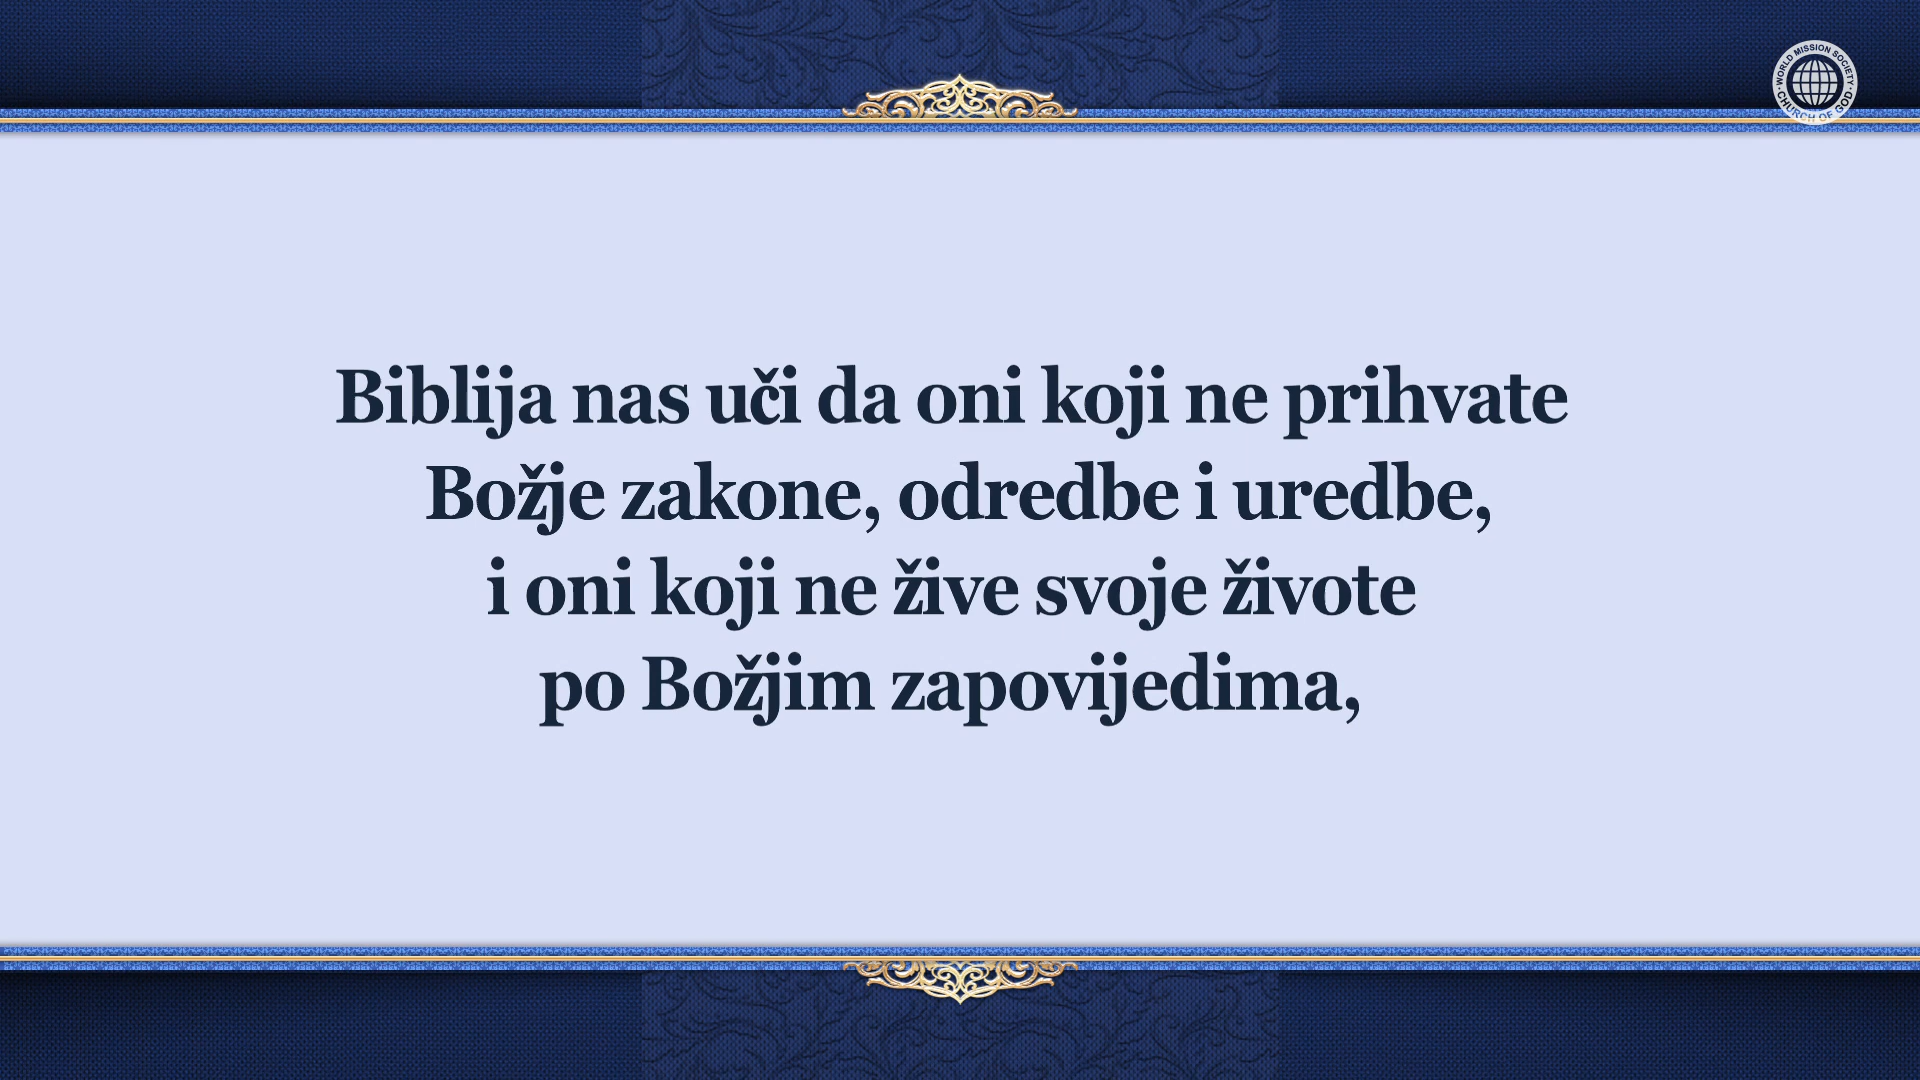 WORLD MISSION SOCIETY
CHURCH OF GOD
Biblija nas uči da oni koji ne prihvate
Božje zakone, odredbe i uredbe,
i oni koji ne žive svoje živote
po Božjim zapovijedima,